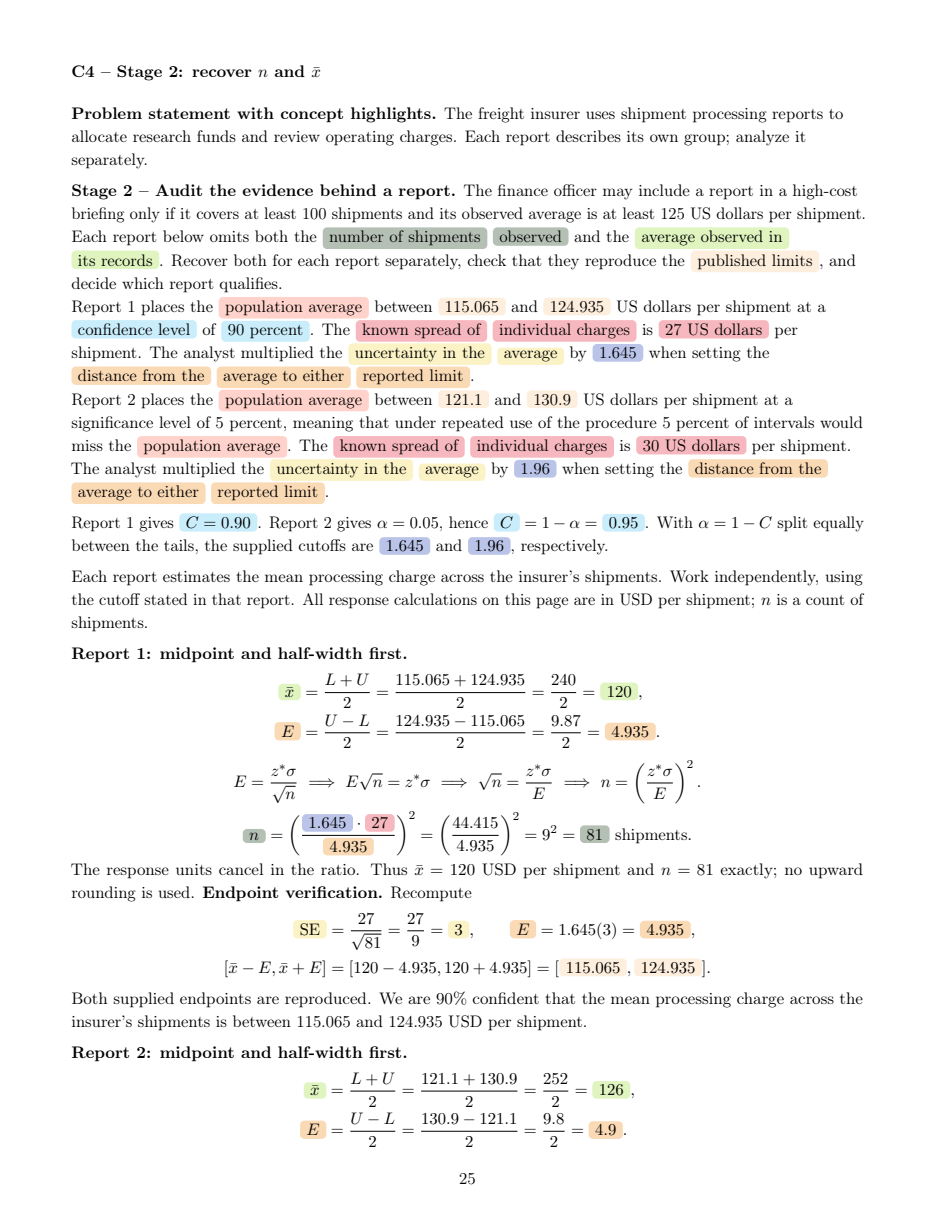 C4 – Stage 2: recover n and x̄
Problem statement with concept highlights. The freight insurer uses shipment processing reports to
allocate research funds and review operating charges. Each report describes its own group; analyze it
separately.
Stage 2 – Audit the evidence behind a report. The finance officer may include a report in a high-cost
briefing only if it covers at least 100 shipments and its observed average is at least 125 US dollars per shipment.
Each report below omits both the number of shipments observed and the average observed in
its records . Recover both for each report separately, check that they reproduce the published limits , and
decide which report qualifies.
Report 1 places the population average between 115.065 and 124.935 US dollars per shipment at a
confidence level of 90 percent . The known spread of individual charges is 27 US dollars per
shipment. The analyst multiplied the uncertainty in the average by 1.645 when setting the
distance from the average to either reported limit .
Report 2 places the population average between 121.1 and 130.9 US dollars per shipment at a
significance level of 5 percent, meaning that under repeated use of the procedure 5 percent of intervals would
miss the population average . The known spread of individual charges is 30 US dollars per shipment.
The analyst multiplied the uncertainty in the average by 1.96 when setting the distance from the
average to either reported limit .
Report 1 gives C = 0.90 . Report 2 gives α = 0.05, hence C = 1 − α = 0.95 . With α = 1 − C split equally
between the tails, the supplied cutoffs are 1.645 and 1.96 , respectively.
Each report estimates the mean processing charge across the insurer's shipments. Work independently, using
the cutoff stated in that report. All response calculations on this page are in USD per shipment; n is a count of
shipments.
Report 1: midpoint and half-width first.
x̄ = (L + U)/2 = (115.065 + 124.935)/2 = 240/2 = 120 ,
E = (U − L)/2 = (124.935 − 115.065)/2 = 9.87/2 = 4.935 .
E = z*σ/√n ⟹ E√n = z*σ ⟹ √n = z*σ/E ⟹ n = (z*σ/E)² .
n = (1.645 · 27 / 4.935)² = (44.415/4.935)² = 9² = 81 shipments.
The response units cancel in the ratio. Thus x̄ = 120 USD per shipment and n = 81 exactly; no upward
rounding is used. Endpoint verification. Recompute
SE = 27/√81 = 27/9 = 3 , E = 1.645(3) = 4.935 ,
[x̄ − E, x̄ + E] = [120 − 4.935, 120 + 4.935] = [ 115.065 , 124.935 ].
Both supplied endpoints are reproduced. We are 90% confident that the mean processing charge across the
insurer's shipments is between 115.065 and 124.935 USD per shipment.
Report 2: midpoint and half-width first.
x̄ = (L + U)/2 = (121.1 + 130.9)/2 = 252/2 = 126 ,
E = (U − L)/2 = (130.9 − 121.1)/2 = 9.8/2 = 4.9 .
25